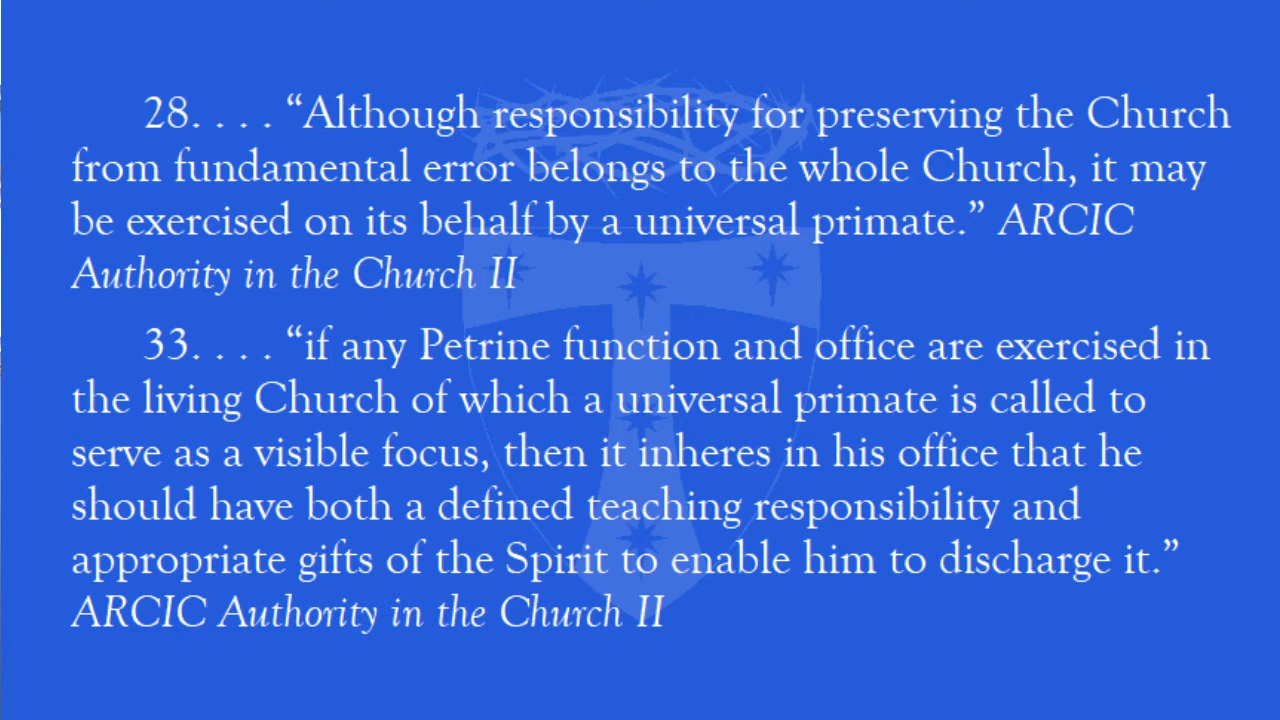 28. . . . “Although responsibility for preserving the Church
from fundamental error belongs to the whole Church, it may
be exercised on its behalf by a universal primate.” ARCIC
Authority in the Church II
33. . . . “if any Petrine function and office are exercised in
the living Church of which a universal primate is called to
serve as a visible focus, then it inheres in his office that he
should have both a defined teaching responsibility and
appropriate gifts of the Spirit to enable him to discharge it.”
ARCIC Authority in the Church II